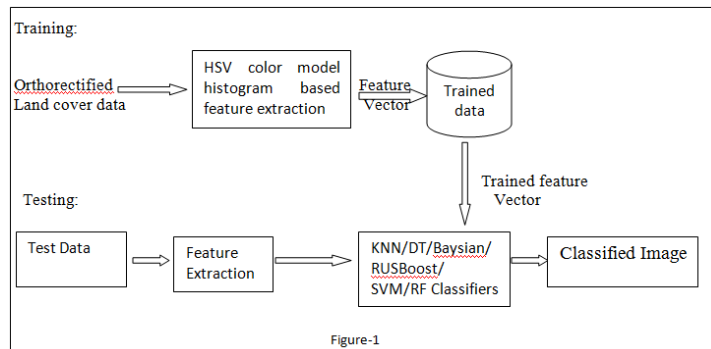 Training:
Orthorectified
Land cover data
HSV color model
histogram based
feature extraction
Feature
Vector
Trained
data
Trained feature
Vector
Testing:
Test Data
Feature
Extraction
KNN/DT/Baysian/
RUSBoost/
SVM/RF Classifiers
Classified Image
Figure-1